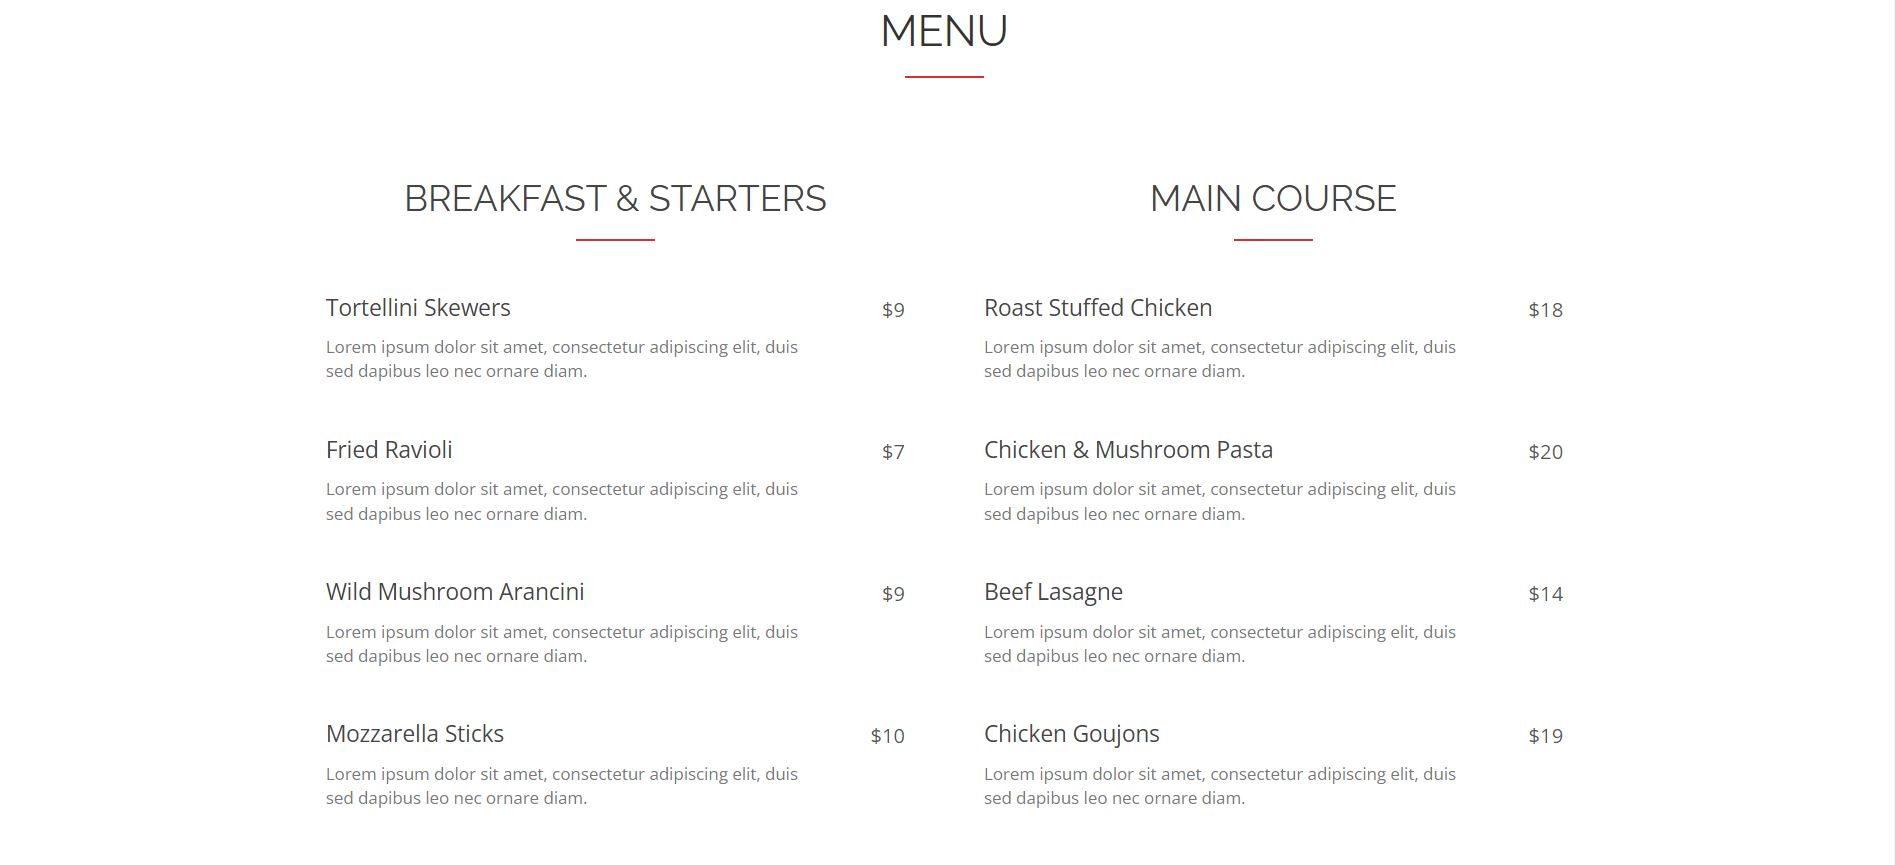 MENU
BREAKFAST & STARTERS
Tortellini Skewers $9
Lorem ipsum dolor sit amet, consectetur adipiscing elit, duis
sed dapibus leo nec ornare diam.
Fried Ravioli $7
Lorem ipsum dolor sit amet, consectetur adipiscing elit, duis
sed dapibus leo nec ornare diam.
Wild Mushroom Arancini $9
Lorem ipsum dolor sit amet, consectetur adipiscing elit, duis
sed dapibus leo nec ornare diam.
Mozzarella Sticks $10
Lorem ipsum dolor sit amet, consectetur adipiscing elit, duis
sed dapibus leo nec ornare diam.
MAIN COURSE
Roast Stuffed Chicken $18
Lorem ipsum dolor sit amet, consectetur adipiscing elit, duis
sed dapibus leo nec ornare diam.
Chicken & Mushroom Pasta $20
Lorem ipsum dolor sit amet, consectetur adipiscing elit, duis
sed dapibus leo nec ornare diam.
Beef Lasagne $14
Lorem ipsum dolor sit amet, consectetur adipiscing elit, duis
sed dapibus leo nec ornare diam.
Chicken Goujons $19
Lorem ipsum dolor sit amet, consectetur adipiscing elit, duis
sed dapibus leo nec ornare diam.